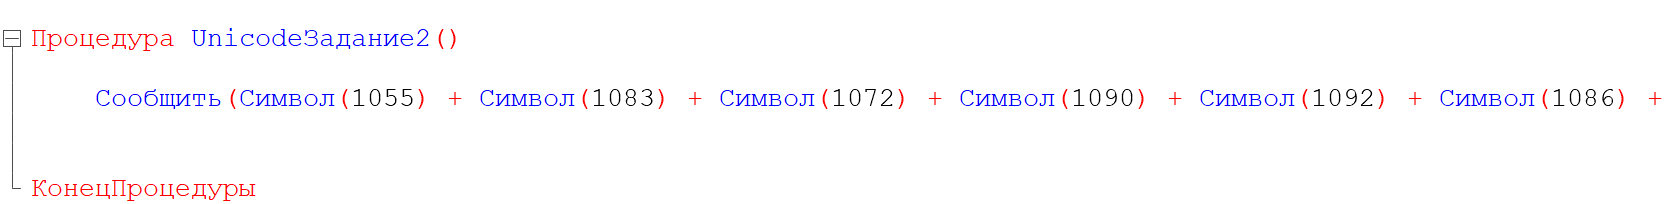 Процедура UnicodeЗадание2()
Сообщить(Символ(1055) + Символ(1083) + Символ(1072) + Символ(1090) + Символ(1092) + Символ(1086) +
КонецПроцедуры